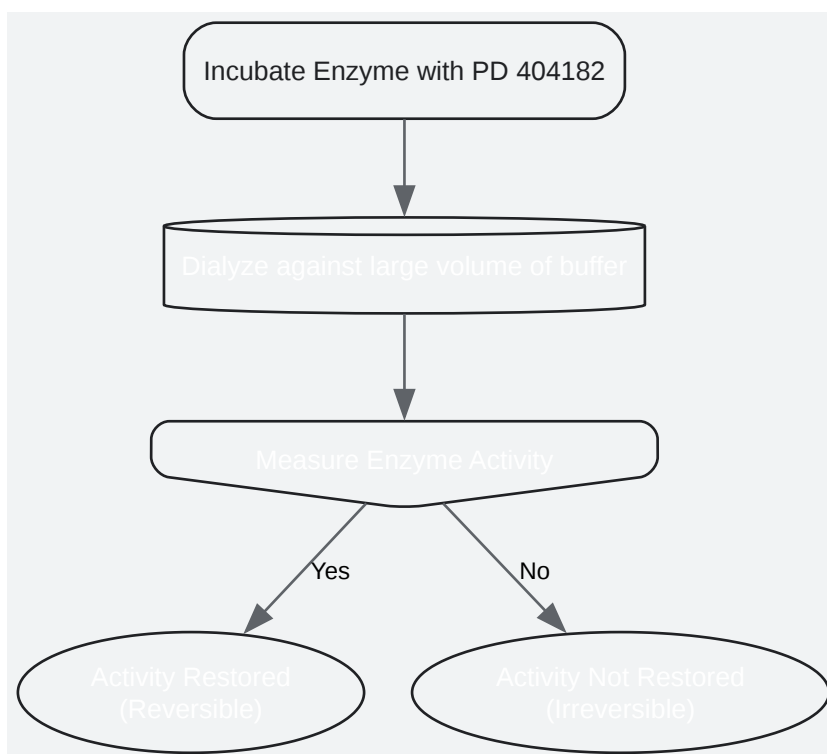 Incubate Enzyme with PD 404182
Dialyze against large volume of buffer
Measure Enzyme Activity
Yes
No
Activity Restored
(Reversible)
Activity Not Restored
(Irreversible)